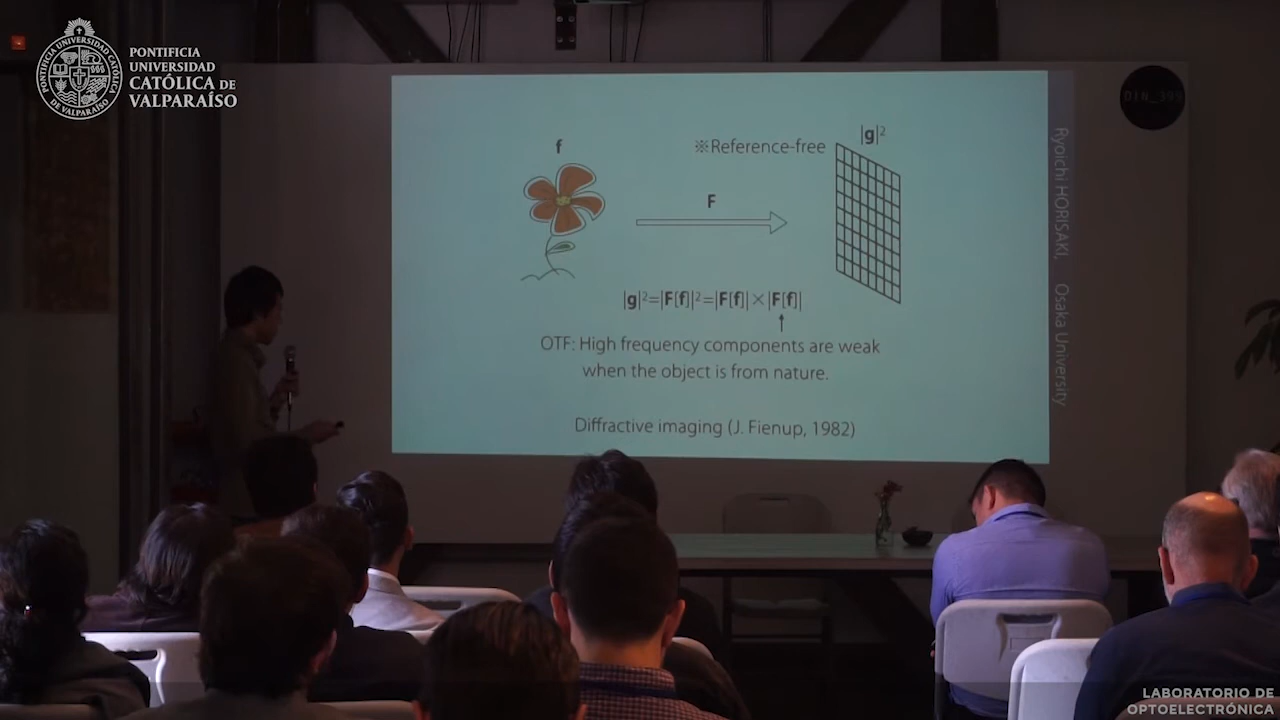 PONTIFICIA
UNIVERSIDAD
CATÓLICA DE
VALPARAÍSO
f
※Reference-free
|g|²
F
|g|²=|F[f]|²=|F[f]|×|F[f]|
OTF: High frequency components are weak
when the object is from nature.
Diffractive imaging (J. Fienup, 1982)
Ryoichi HORISAKI, Osaka University
LABORATORIO DE
OPTOELECTRÓNICA